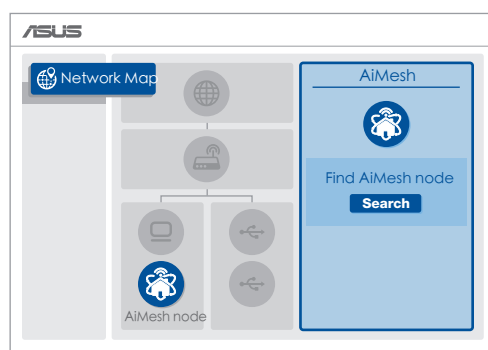 ASUS
Network Map
AiMesh
Find AiMesh node
Search
AiMesh node